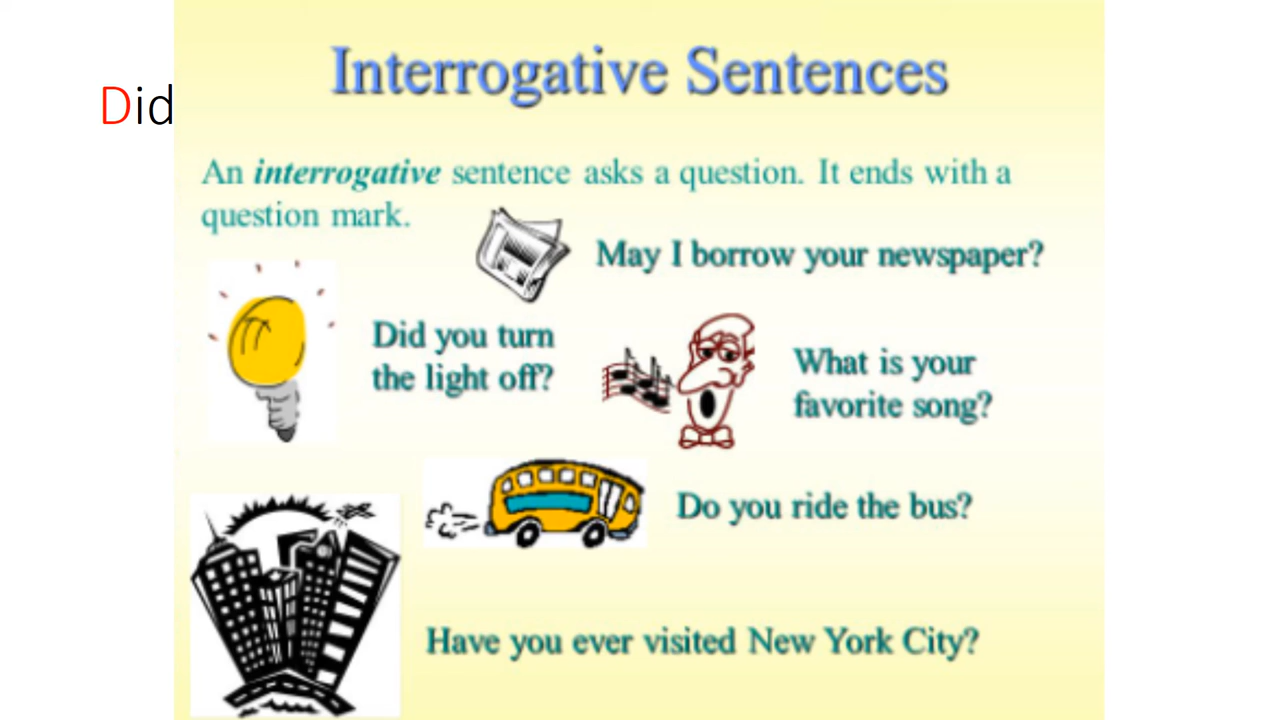 Interrogative Sentences
Did
An interrogative sentence asks a question. It ends with a
question mark.
May I borrow your newspaper?
Did you turn
the light off?
What is your
favorite song?
Do you ride the bus?
Have you ever visited New York City?